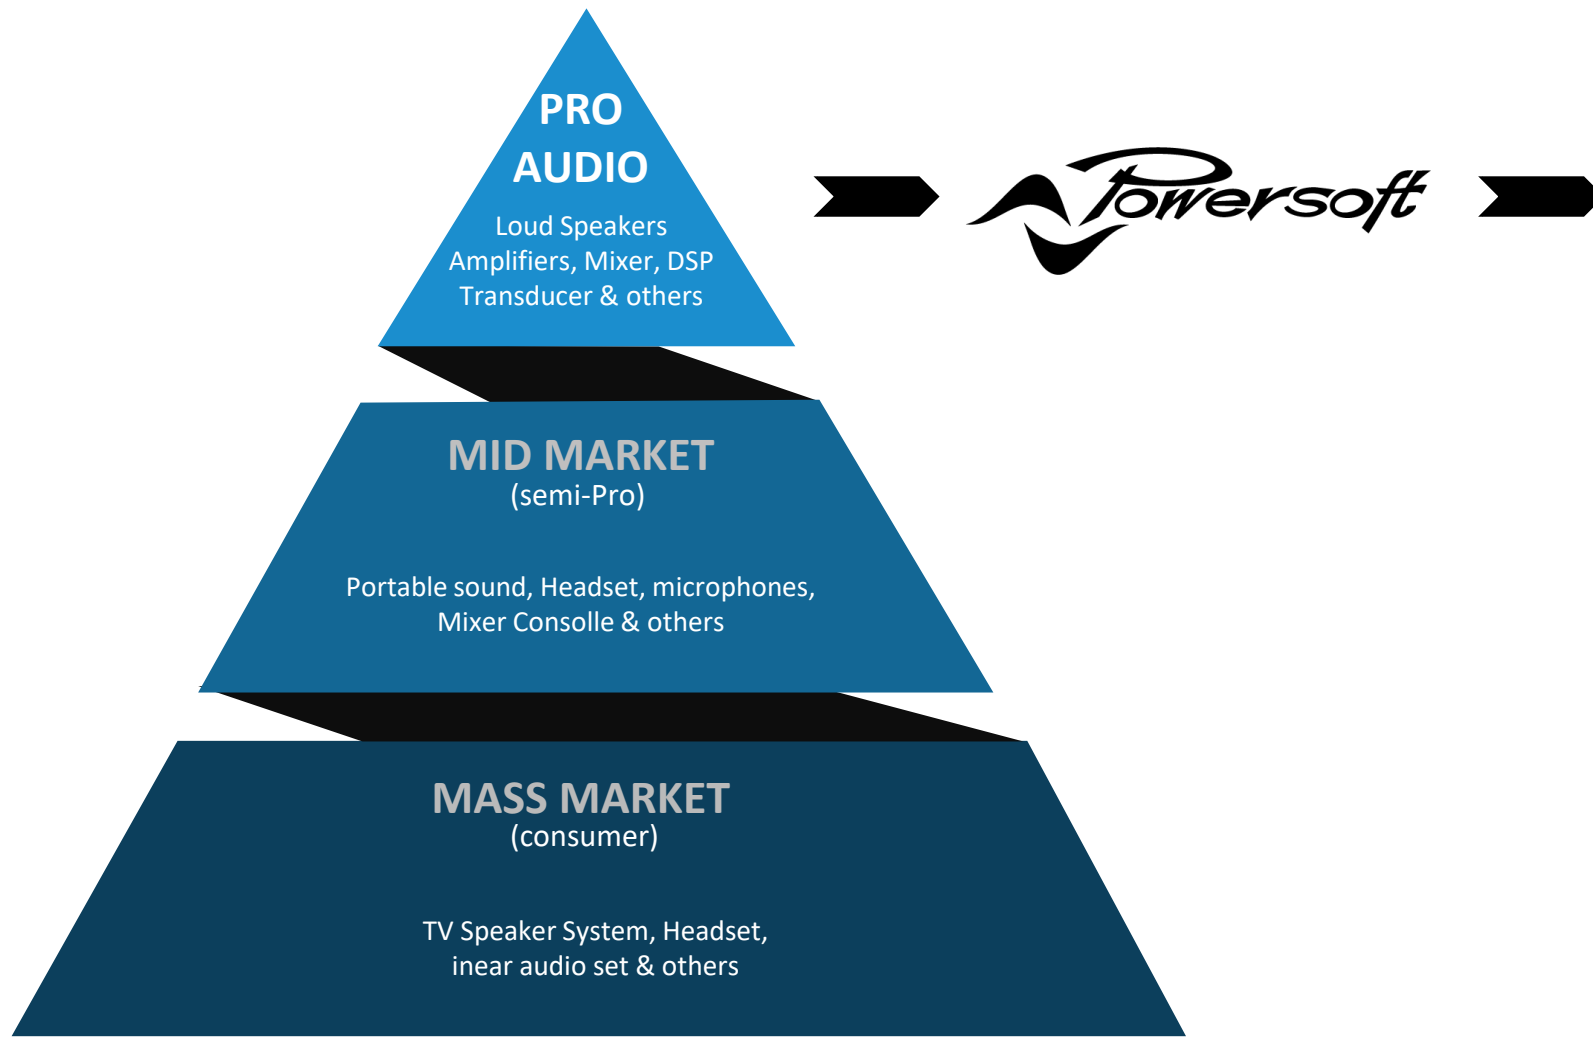 PRO
AUDIO
Loud Speakers
Amplifiers, Mixer, DSP
Transducer & others
Powersoft
MID MARKET
(semi-Pro)
Portable sound, Headset, microphones,
Mixer Consolle & others
MASS MARKET
(consumer)
TV Speaker System, Headset,
inear audio set & others